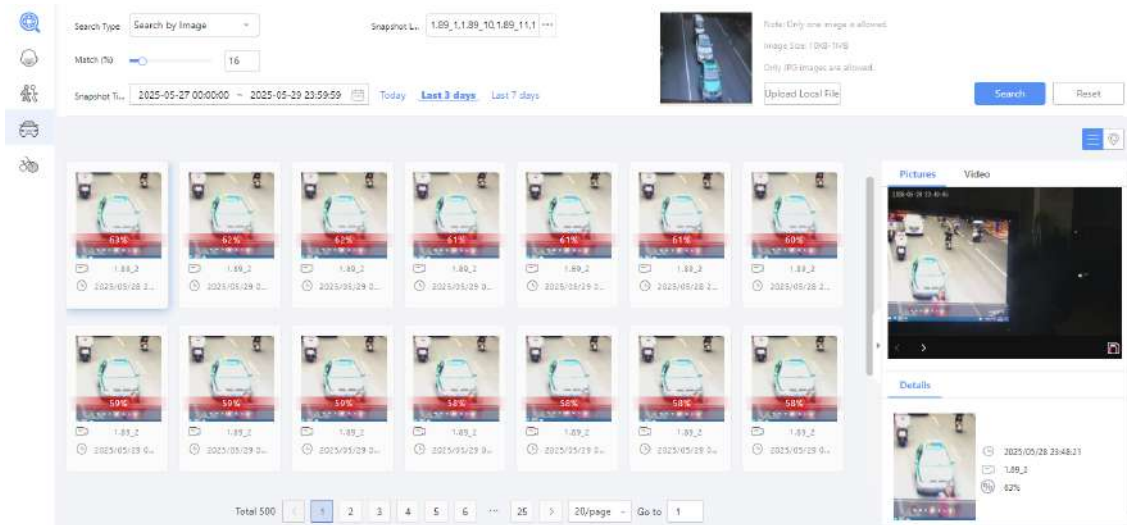 Search Type Search by Image Snapshot L... 1.89_1,1.89_10,1.89_11,1 ...
Note: Only one image is allowed.
Match (%) 16
Image Size: 10KB-1MB
Only JPG images are allowed.
Snapshot Ti... 2025-05-27 00:00:00 ~ 2025-05-29 23:59:59 Today Last 3 days Last 7 days
Upload Local File Search Reset
Pictures Video
63% 62% 62% 61% 61% 61% 60%
1.89_2 1.89_2 1.89_2 1.89_2 1.89_2 1.89_2 1.89_2
2025/05/28 2... 2025/05/29 0... 2025/05/29 0... 2025/05/29 0... 2025/05/29 0... 2025/05/28 2... 2025/05/28 2...
59% 59% 59% 58% 58% 58% 58%
1.89_2 1.89_2 1.89_2 1.89_2 1.89_2 1.89_2 1.89_2
2025/05/29 0... 2025/05/29 0... 2025/05/29 0... 2025/05/29 0... 2025/05/29 0... 2025/05/29 0... 2025/05/29 0...
Details
2025/05/28 23:48:21
1.89_2
63%
Total 500 < 1 2 3 4 5 6 ... 25 > 20/page Go to 1